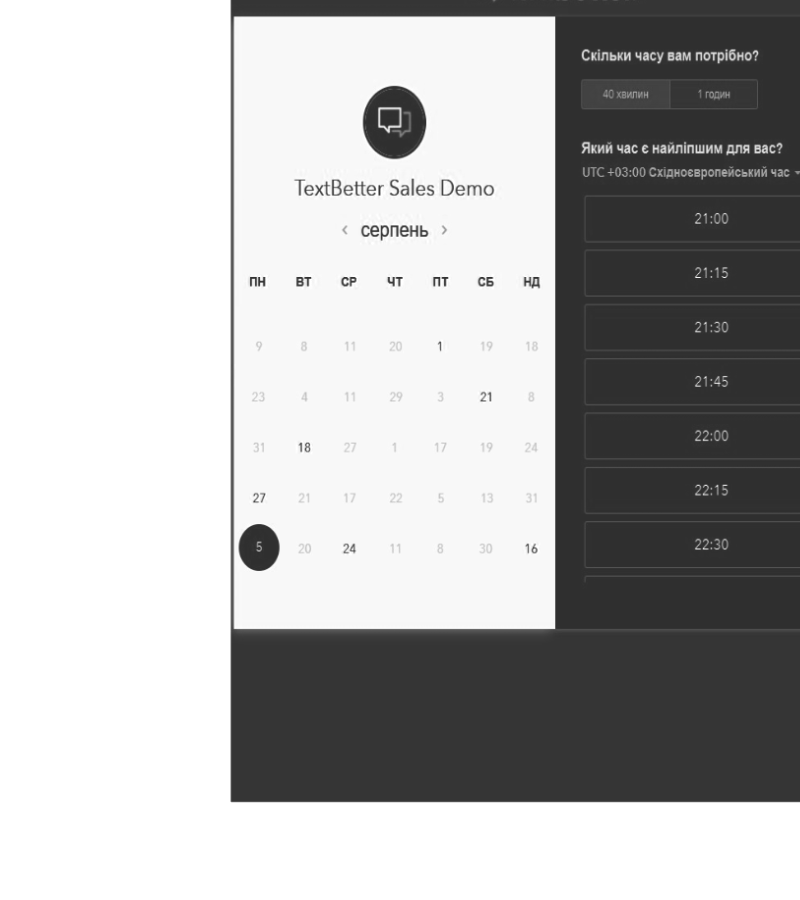 TextBetter Sales Demo
‹ серпень ›
ПН ВТ СР ЧТ ПТ СБ НД
9 8 11 20 1 19 18
23 4 11 29 3 21 8
31 18 27 1 17 19 24
27 21 17 22 5 13 31
5 20 24 11 8 30 16
Скільки часу вам потрібно?
40 хвилин 1 годин
Який час є найліпшим для вас?
UTC +03:00 Східноєвропейський час
21:00
21:15
21:30
21:45
22:00
22:15
22:30